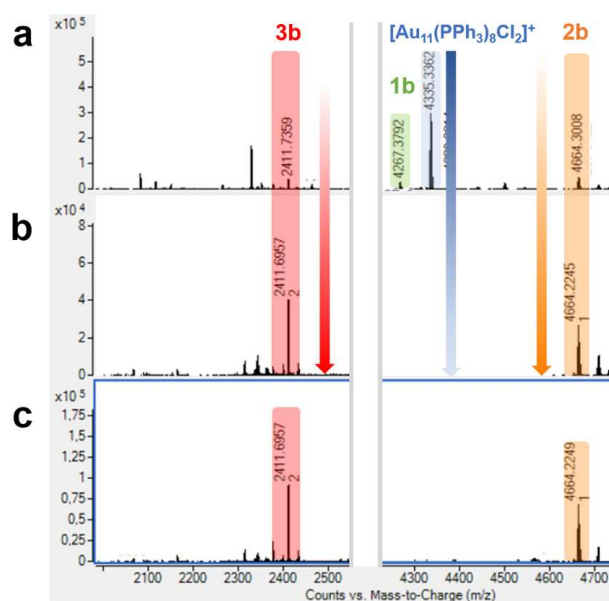 a
3b
[Au11(PPh3)8Cl2]+
2b
x10^5
5
4
3
2
1
0
2411.7359
1b
4267.3792
4335.3362
4664.3008
b
x10^4
8
6
4
2
0
2411.6957
2
4664.2245
1
c
x10^5
1,75
1,5
1,25
1
0,75
0,5
0,25
0
2411.6957
2
4664.2249
1
2100 2200 2300 2400 2500 4300 4400 4500 4600 4700
Counts vs. Mass-to-Charge (m/z)